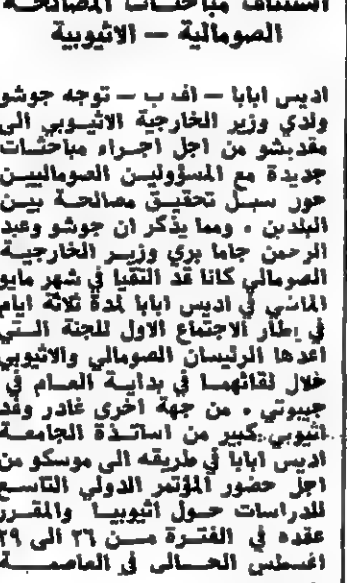 استئناف مباحثات المصالحة
الصومالية — الاثيوبية
اديس ابابا — اف ب — توجه جوشو
ولدي وزير الخارجية الاثيوبي الى
مقديشو من اجل اجراء مباحثات
جديدة مع المسؤولين الصوماليين
حور سبل تحقيق مصالحة بين
البلدين . ومما يذكر ان جوشو وعبد
الرحمن جاما بري وزير الخارجية
الصومالي كانا قد التقيا في شهر مايو
الماضي في اديس ابابا لمدة ثلاثة ايام
في إطار الاجتماع الاول للجنة التي
اعدها الرئيسان الصومالي والاثيوبي
خلال لقائهما في بداية العام في
جيبوتي . من جهة اخرى غادر وفد
اثيوبي كبير من اساتذة الجامعة
اديس ابابا في طريقه الى موسكو من
اجل حضور المؤتمر الدولي التاسع
للدراسات حول اثيوبيا والمقرر
عقده في الفترة من ٢٦ الى ٢٩
اغسطس الحالى في العاصمة